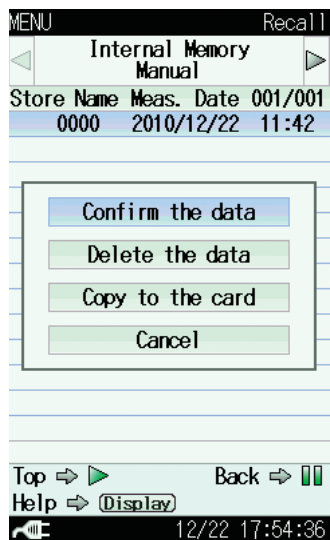 MENU Recall
Internal Memory
Manual
Store Name Meas. Date 001/001
0000 2010/12/22 11:42
Confirm the data
Delete the data
Copy to the card
Cancel
Top ⇨ ▷ Back ⇨ ▯▯
Help ⇨ Display
12/22 17:54:36